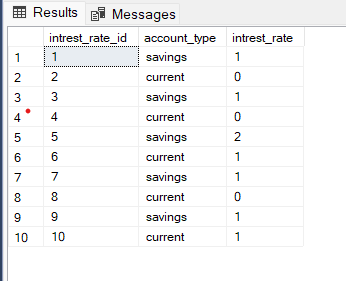 Results Messages
intrest_rate_id account_type intrest_rate
1 1 savings 1
2 2 current 0
3 3 savings 1
4 4 current 0
5 5 savings 2
6 6 current 1
7 7 savings 1
8 8 current 0
9 9 savings 1
10 10 current 1